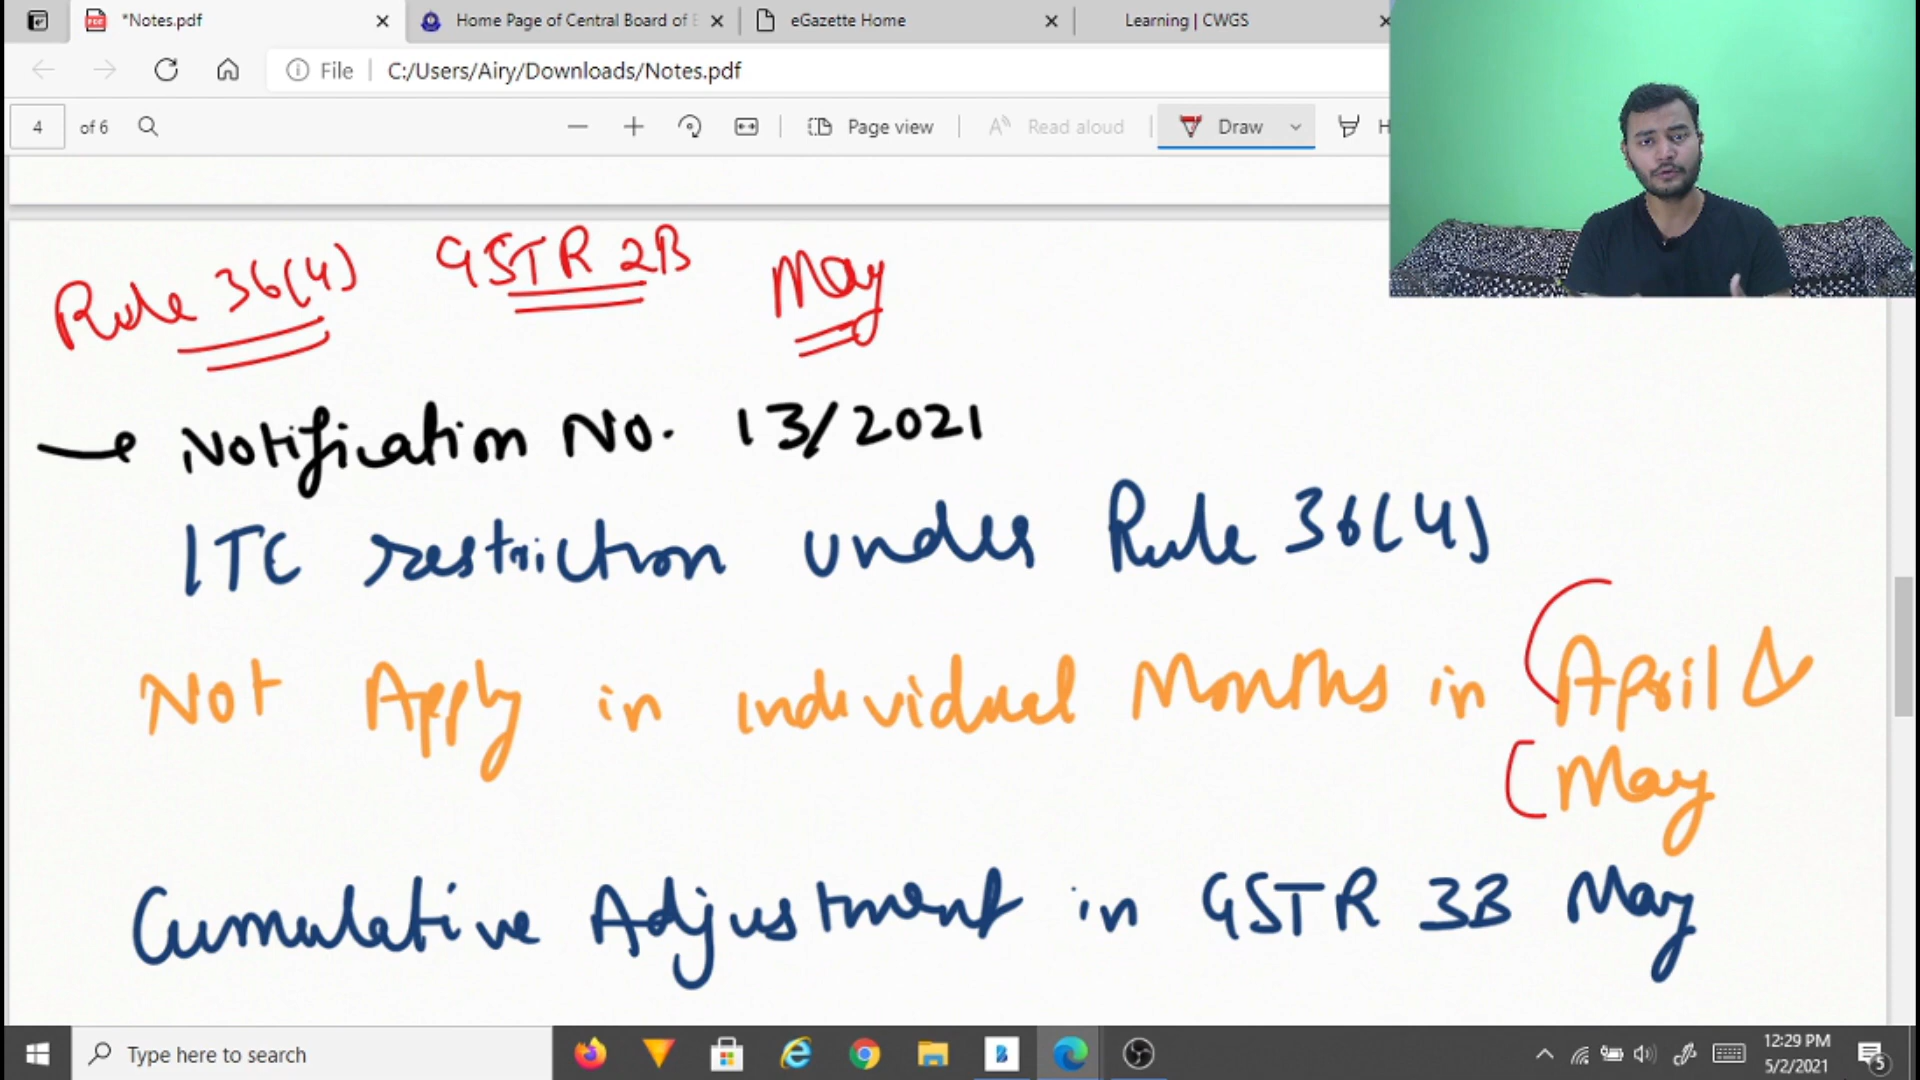 *Notes.pdf
Home Page of Central Board of E
eGazette Home
Learning | CWGS
File
C:/Users/Airy/Downloads/Notes.pdf
4 of 6
Page view
Read aloud
Draw
H
Rule 36(4) GSTR 2B May
Notification No. 13/2021
ITC restriction under Rule 36(4)
Not Apply in individual Months in April &
May
Cumulative Adjustment in GSTR 3B May
Type here to search
12:29 PM
5/2/2021
5